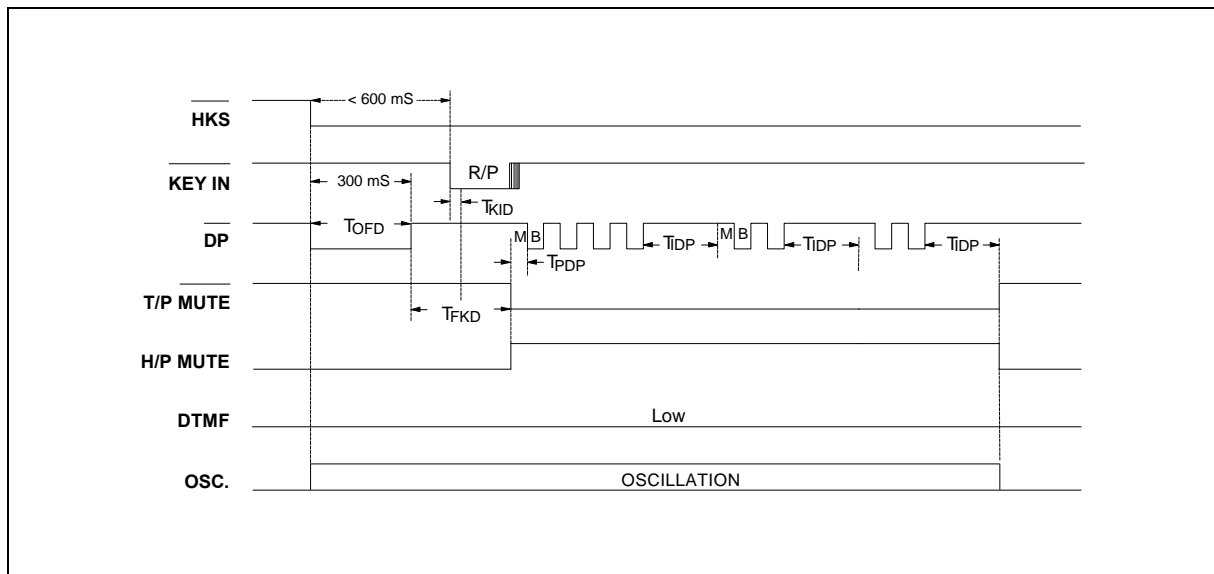 < 600 mS
HKS
KEY IN
R/P
300 mS
TKID
DP
TOFD
M B
TIDP
M B
TIDP
TIDP
TPDP
T/P MUTE
TFKD
H/P MUTE
DTMF
Low
OSC.
OSCILLATION